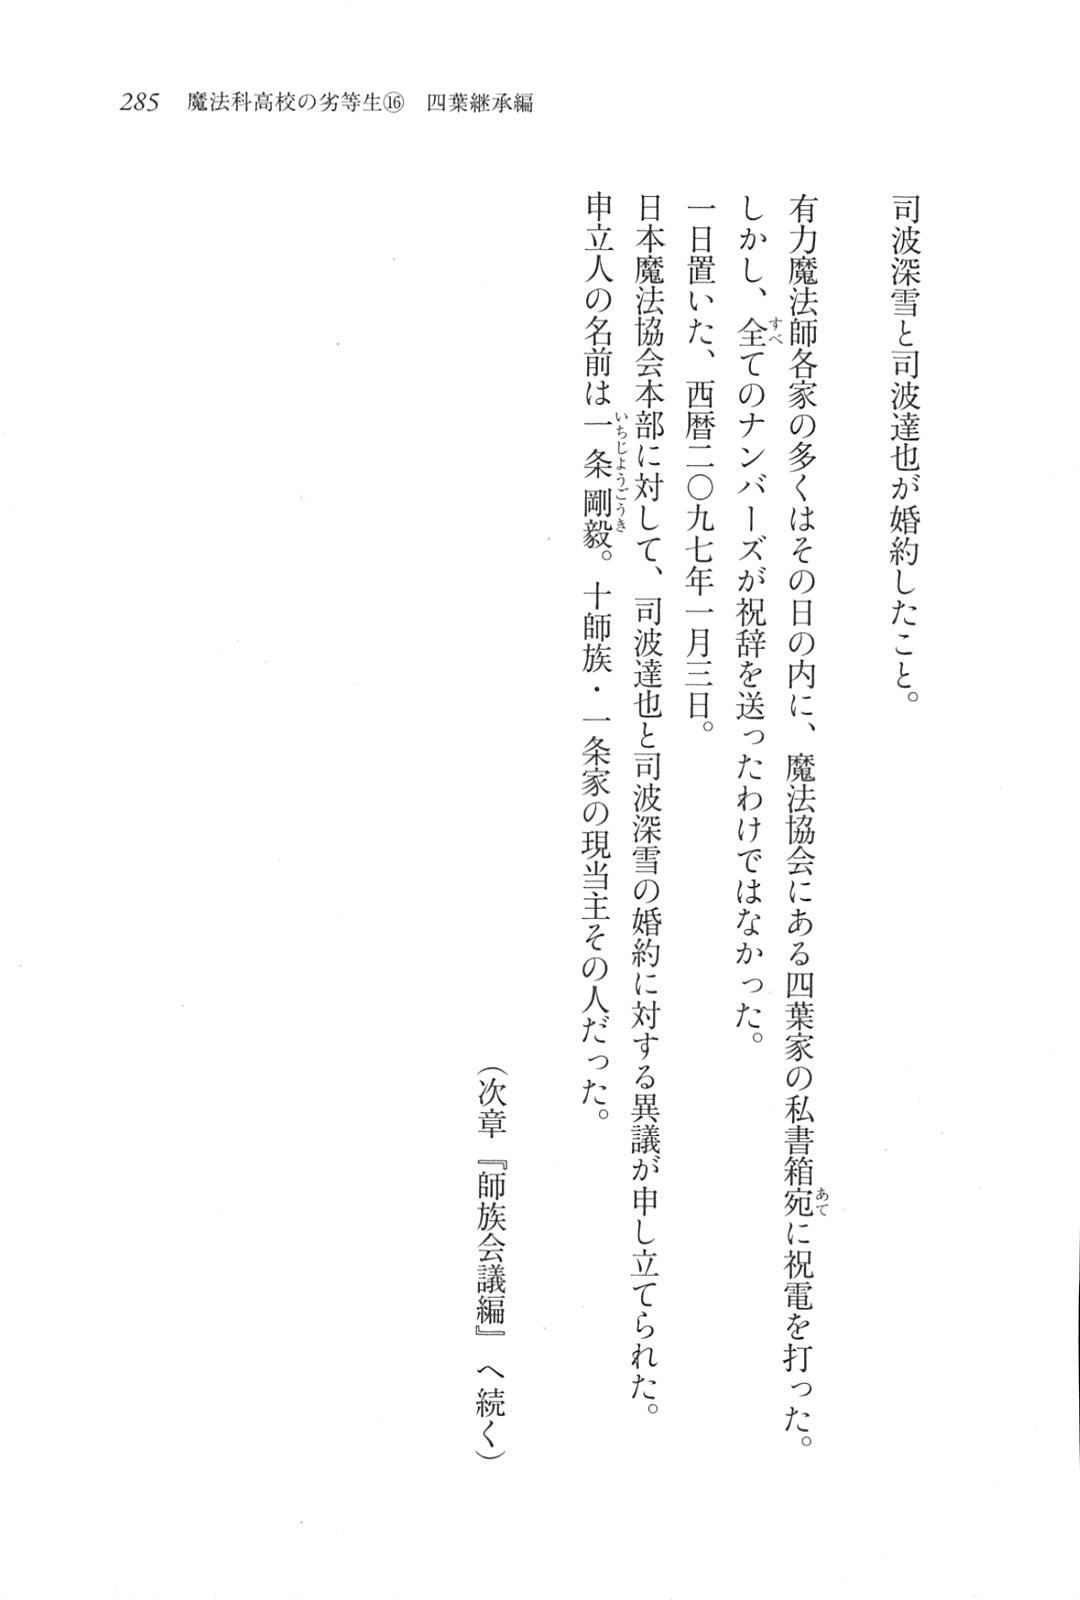 285 魔法科高校の劣等生⑯ 四葉継承編
司波深雪と司波達也が婚約したこと。
有力魔法師各家の多くはその日の内に、魔法協会にある四葉家の私書箱宛に祝電を打った。
しかし、全てのナンバーズが祝辞を送ったわけではなかった。
一日置いた、西暦二〇九七年一月三日。
日本魔法協会本部に対して、司波達也と司波深雪の婚約に対する異議が申し立てられた。
申立人の名前は一条剛毅。十師族・一条家の現当主その人だった。
（次章『師族会議編』へ続く）